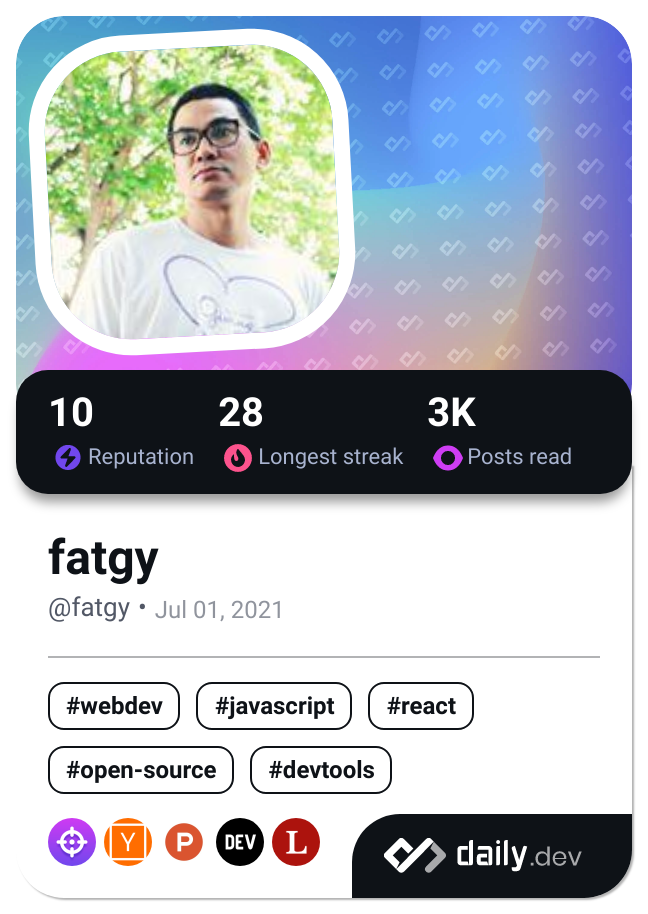 10 28 3K
Reputation Longest streak Posts read
fatgy
@fatgy • Jul 01, 2021
#webdev #javascript #react
#open-source #devtools
Y P DEV L daily.dev